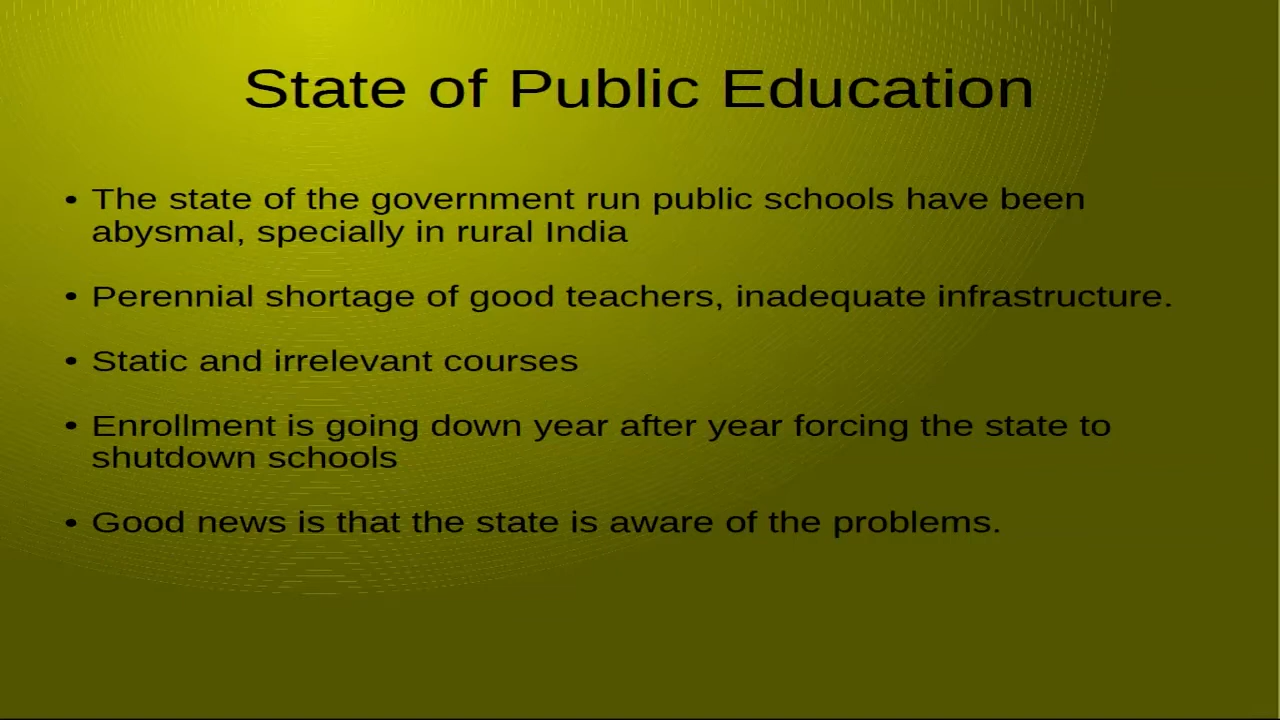 State of Public Education
• The state of the government run public schools have been
abysmal, specially in rural India
• Perennial shortage of good teachers, inadequate infrastructure.
• Static and irrelevant courses
• Enrollment is going down year after year forcing the state to
shutdown schools
• Good news is that the state is aware of the problems.